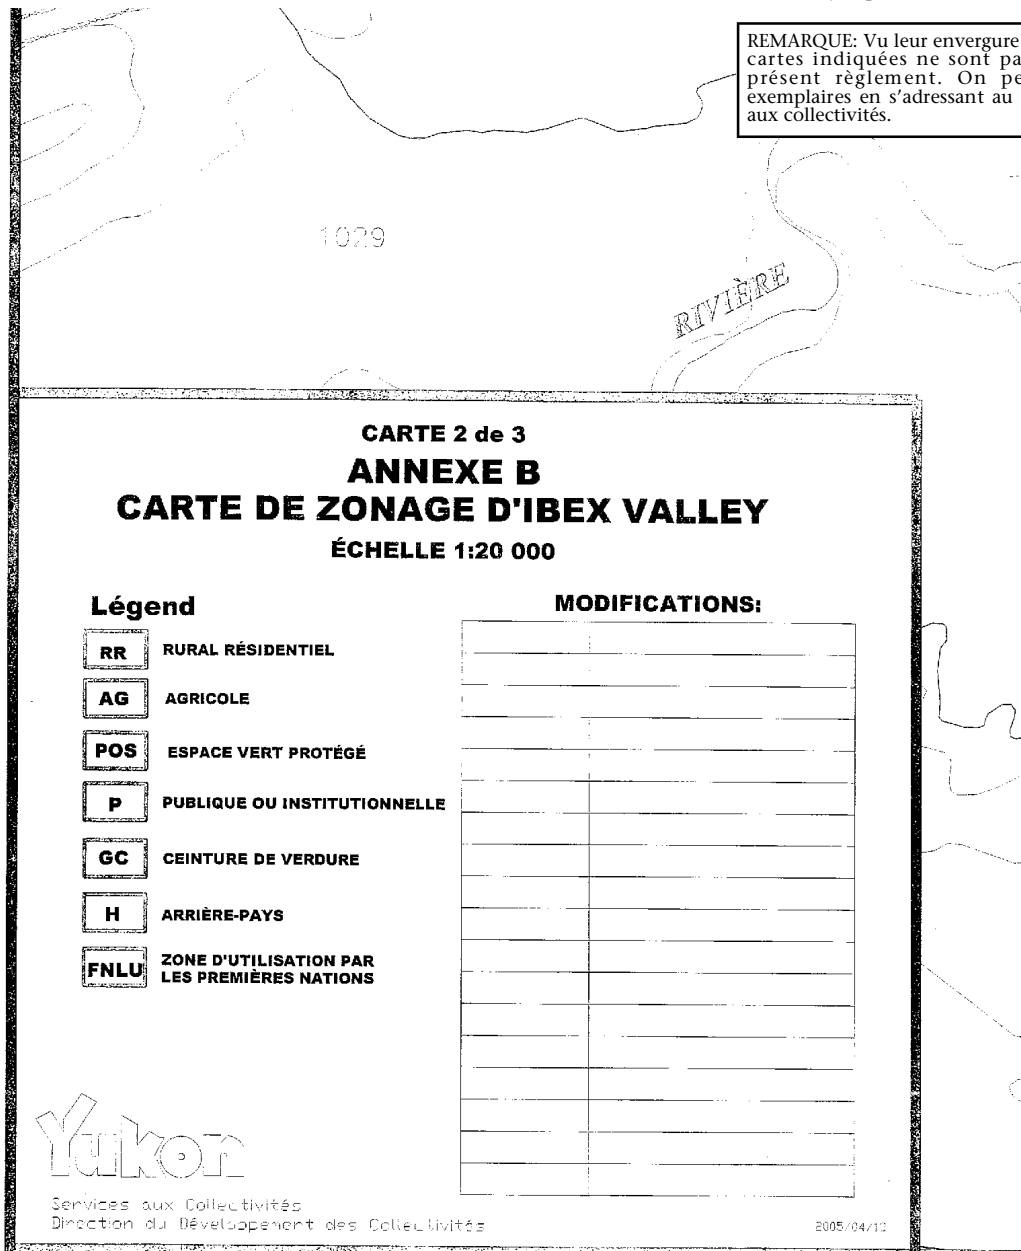 REMARQUE: Vu leur envergure
cartes indiquées ne sont pa
présent règlement. On pe
exemplaires en s'adressant au
aux collectivités.
1029
RIVIÈRE
CARTE 2 de 3
ANNEXE B
CARTE DE ZONAGE D'IBEX VALLEY
ÉCHELLE 1:20 000
Légend
MODIFICATIONS:
RR RURAL RÉSIDENTIEL
AG AGRICOLE
POS ESPACE VERT PROTÉGÉ
P PUBLIQUE OU INSTITUTIONNELLE
GC CEINTURE DE VERDURE
H ARRIÈRE-PAYS
FNLU ZONE D'UTILISATION PAR
LES PREMIÈRES NATIONS
Yukon
Services aux Collectivités
Direction du Développement des Collectivités